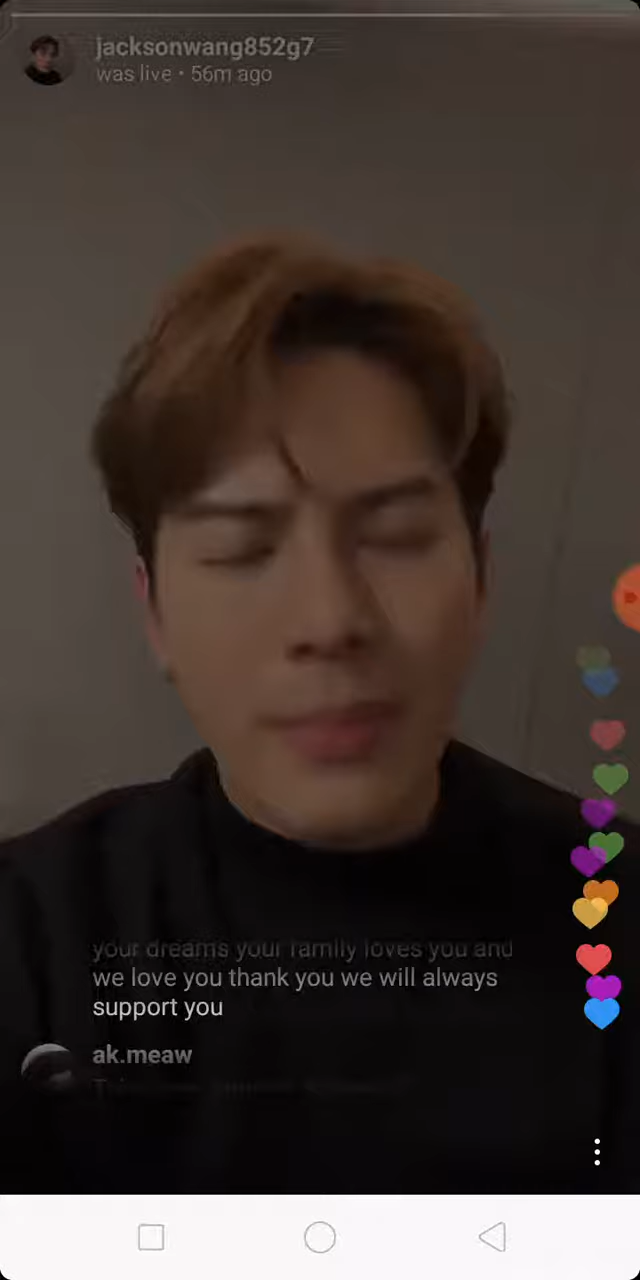 jacksonwang852g7
was live • 56m ago
your dreams your family loves you and
we love you thank you we will always
support you
ak.meaw